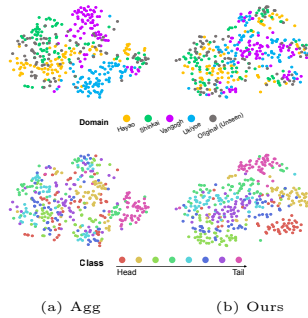 Domain
Hayao Shinkai Vangogh Ukiyoe Original (Unseen)
Class
Head Tail
(a) Agg (b) Ours